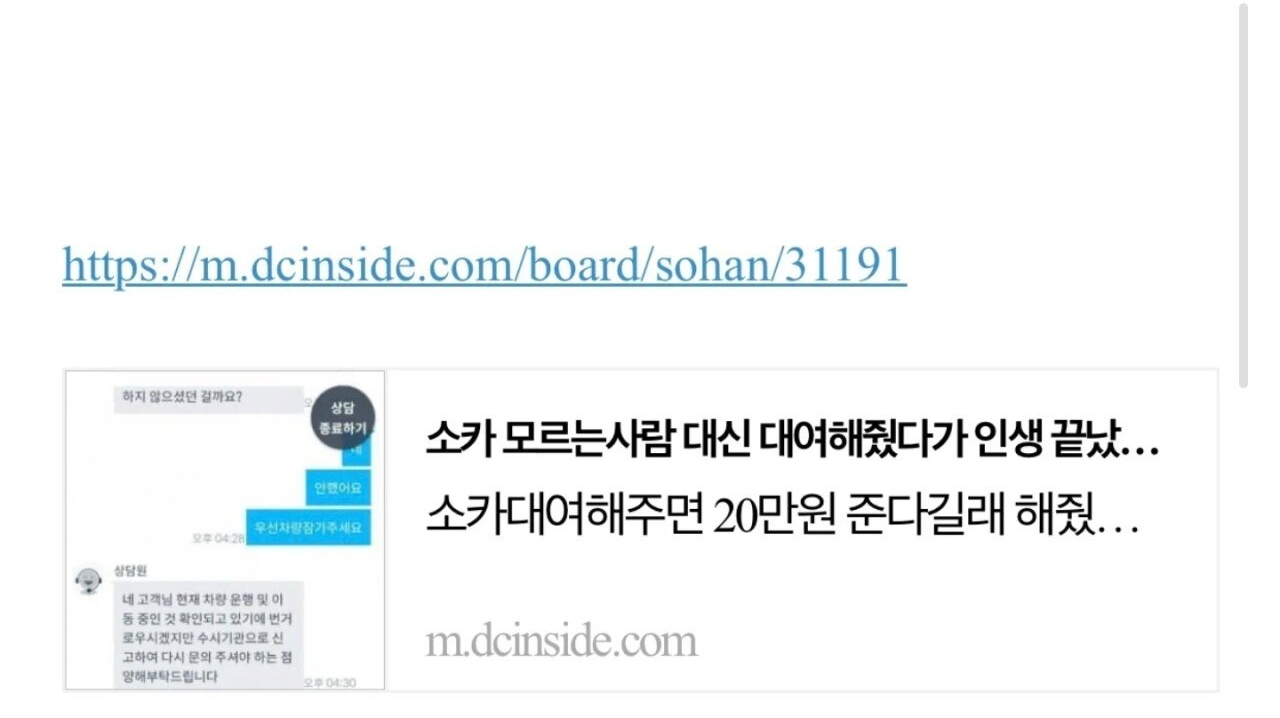 https://m.dcinside.com/board/sohan/31191
하지 않으셨던 걸까요?
상담
종료하기
네
안했어요
우선차량잠가주세요
오후 04:28
상담원
네 고객님 현재 차량 운행 및 이
동 중인 것 확인되고 있기에 번거
로우시겠지만 수사기관으로 신
고하여 다시 문의 주셔야 하는 점
양해부탁드립니다
오후 04:30
소카 모르는사람 대신 대여해줬다가 인생 끝났...
소카대여해주면 20만원 준다길래 해줬...
m.dcinside.com